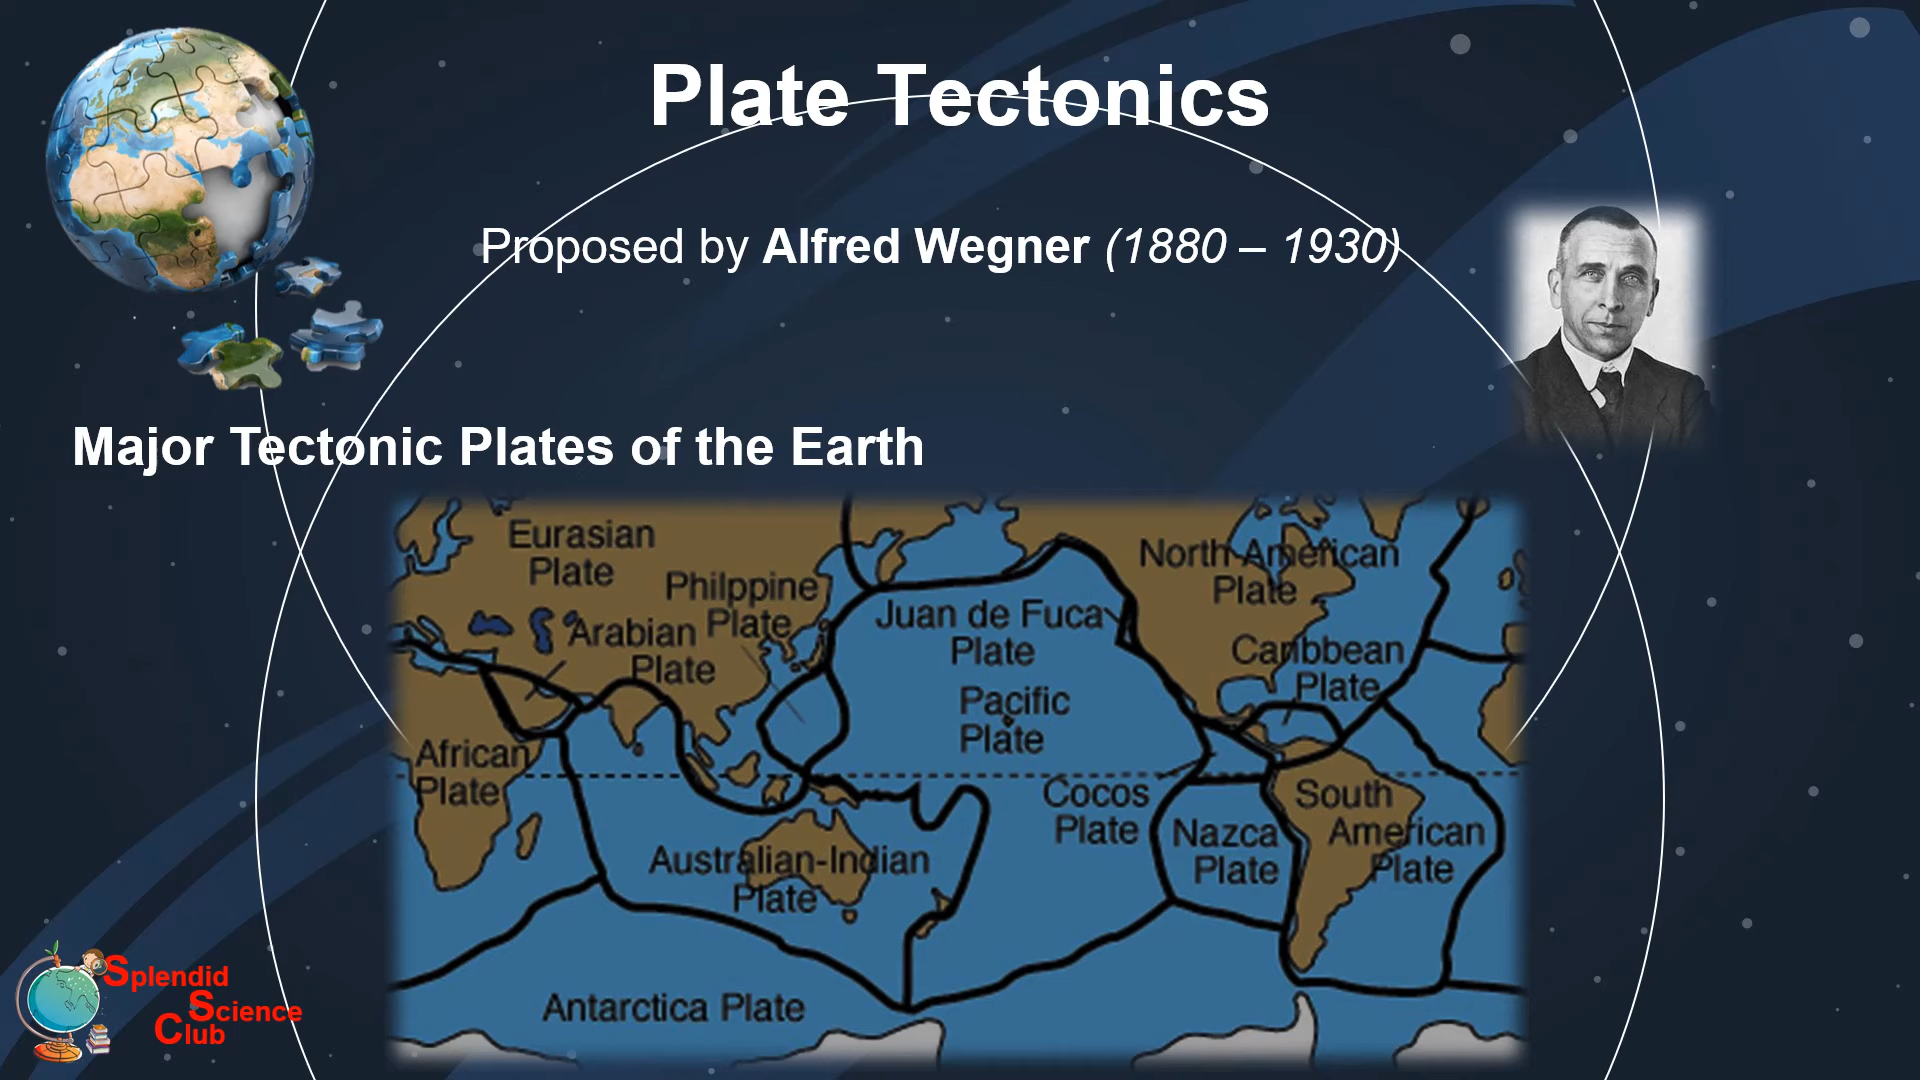 Plate Tectonics
Proposed by Alfred Wegner (1880 – 1930)
Major Tectonic Plates of the Earth
Eurasian
Plate
Philppine
Plate
Arabian
Plate
Juan de Fuca
Plate
North American
Plate
Caribbean
Plate
Pacific
Plate
African
Plate
Cocos
Plate
Nazca
Plate
South
American
Plate
Australian-Indian
Plate
Antarctica Plate
Splendid
Science
Club